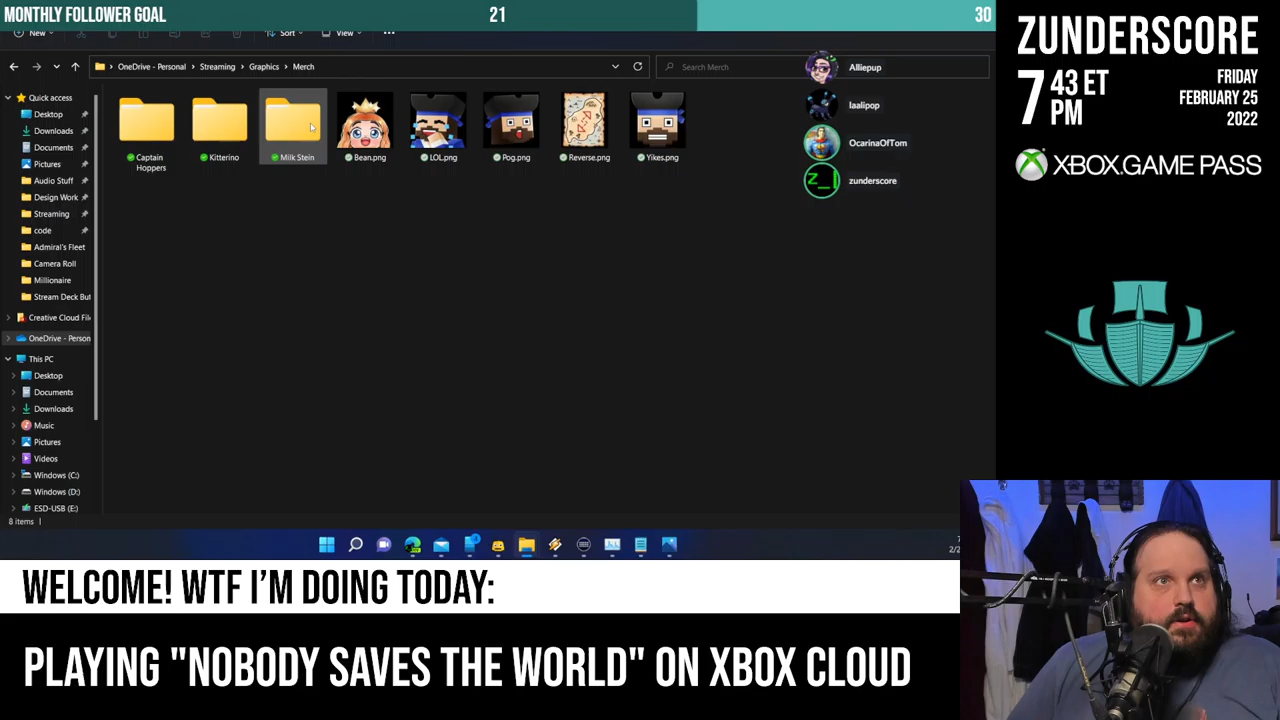 MONTHLY FOLLOWER GOAL 21 30
New Sort View
OneDrive - Personal Streaming Graphics Merch
Search Merch
Quick access
Desktop
Downloads
Documents
Pictures
Audio Stuff
Design Work
Streaming
code
Admiral's Fleet
Camera Roll
Millionaire
Stream Deck But
Creative Cloud File
OneDrive - Person
This PC
Desktop
Documents
Downloads
Music
Pictures
Videos
Windows (C:)
Windows (D:)
ESD-USB (E:)
8 items
Captain
Hoppers
Kitterino
Milk Stein
Bean.png
LOL.png
Pog.png
Reverse.png
Yikes.png
Alliepup
laalipop
OcarinaOfTom
zunderscore
ZUNDERSCORE
7 43 ET
PM
FRIDAY
FEBRUARY 25
2022
XBOX.GAME PASS
WELCOME! WTF I'M DOING TODAY:
PLAYING "NOBODY SAVES THE WORLD" ON XBOX CLOUD